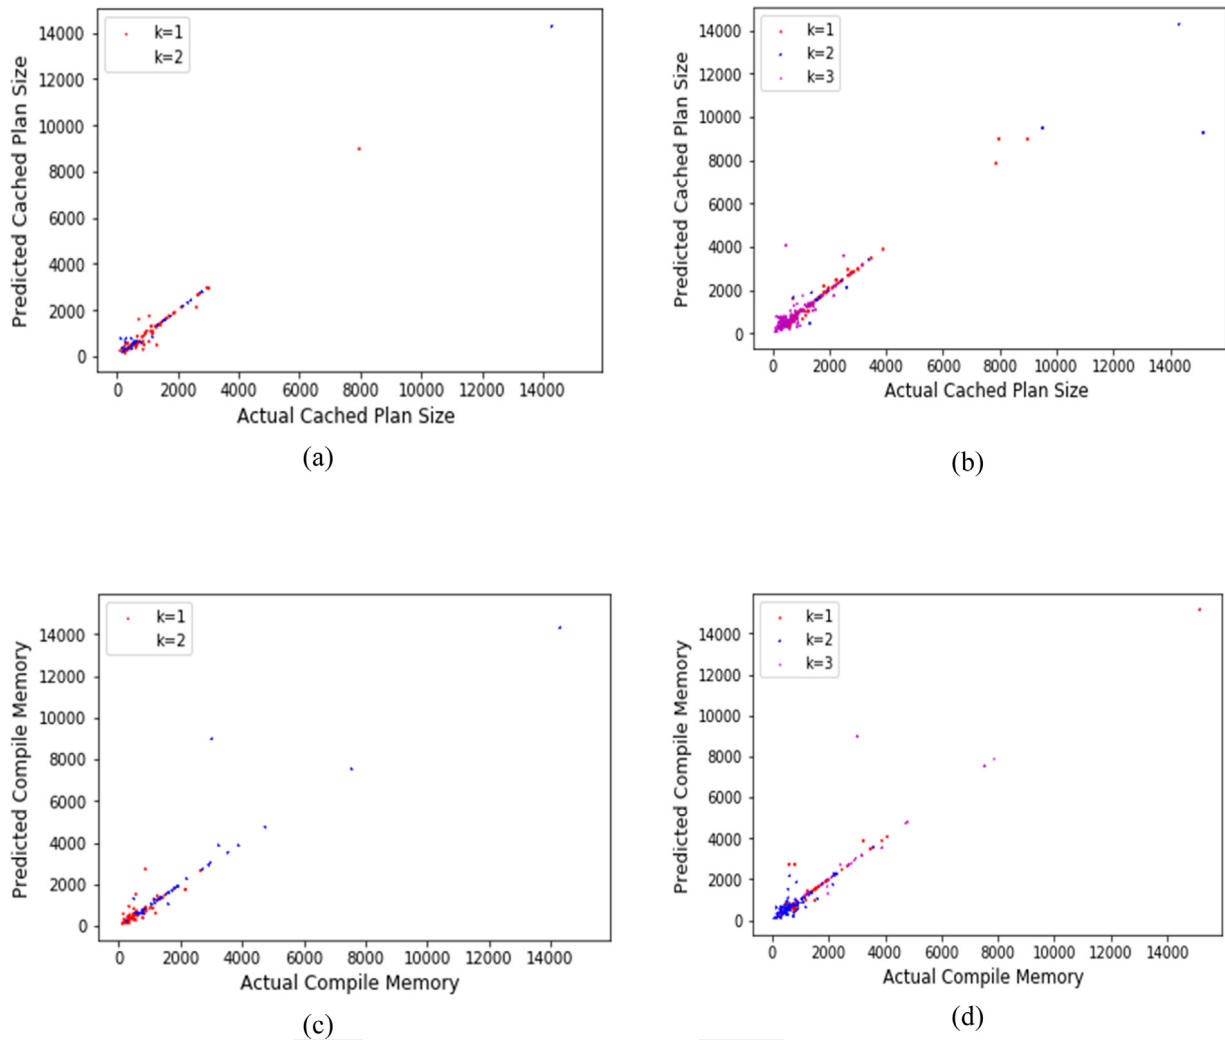 k=1
k=2
14000
12000
10000
8000
6000
4000
2000
0
Predicted Cached Plan Size
0 2000 4000 6000 8000 10000 12000 14000
Actual Cached Plan Size
(a)
k=1
k=2
k=3
14000
12000
10000
8000
6000
4000
2000
0
Predicted Cached Plan Size
0 2000 4000 6000 8000 10000 12000 14000
Actual Cached Plan Size
(b)
k=1
k=2
14000
12000
10000
8000
6000
4000
2000
0
Predicted Compile Memory
0 2000 4000 6000 8000 10000 12000 14000
Actual Compile Memory
(c)
k=1
k=2
k=3
14000
12000
10000
8000
6000
4000
2000
0
Predicted Compile Memory
0 2000 4000 6000 8000 10000 12000 14000
Actual Compile Memory
(d)